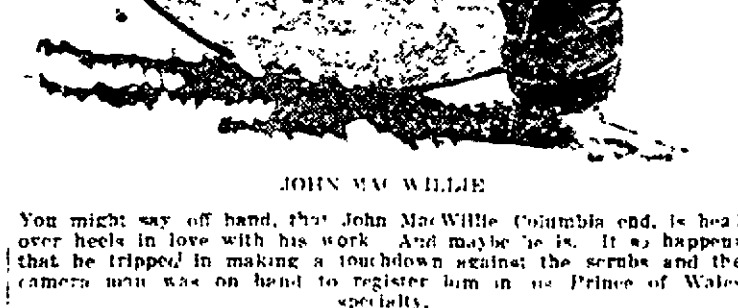 JOHN MAC WILLIE
You might say off hand, that John MacWillie Columbia end, is hea
over heels in love with his work And maybe he is. It so happens
that he tripped in making a touchdown against the scrubs and the
camera man was on hand to register him in Prince of Wales
specialty.